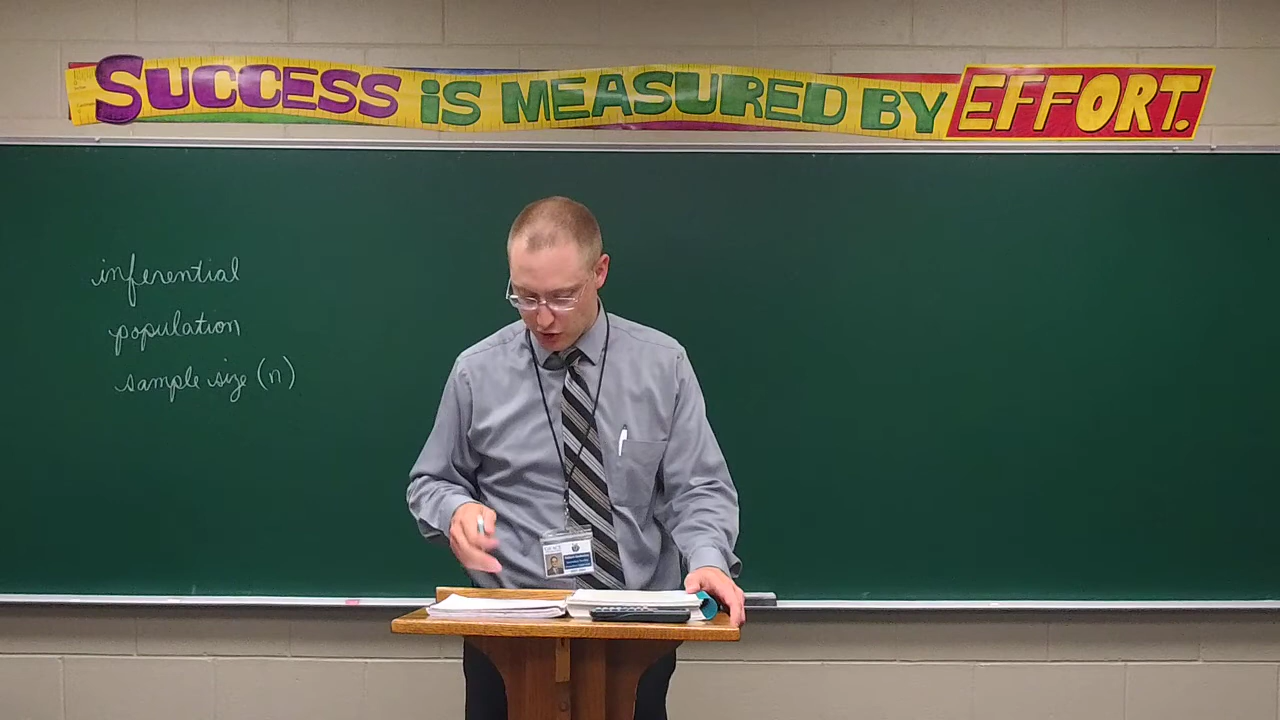 SUCCESS iS MEASURED BY EFFORT.
inferential
population
sample size (n)